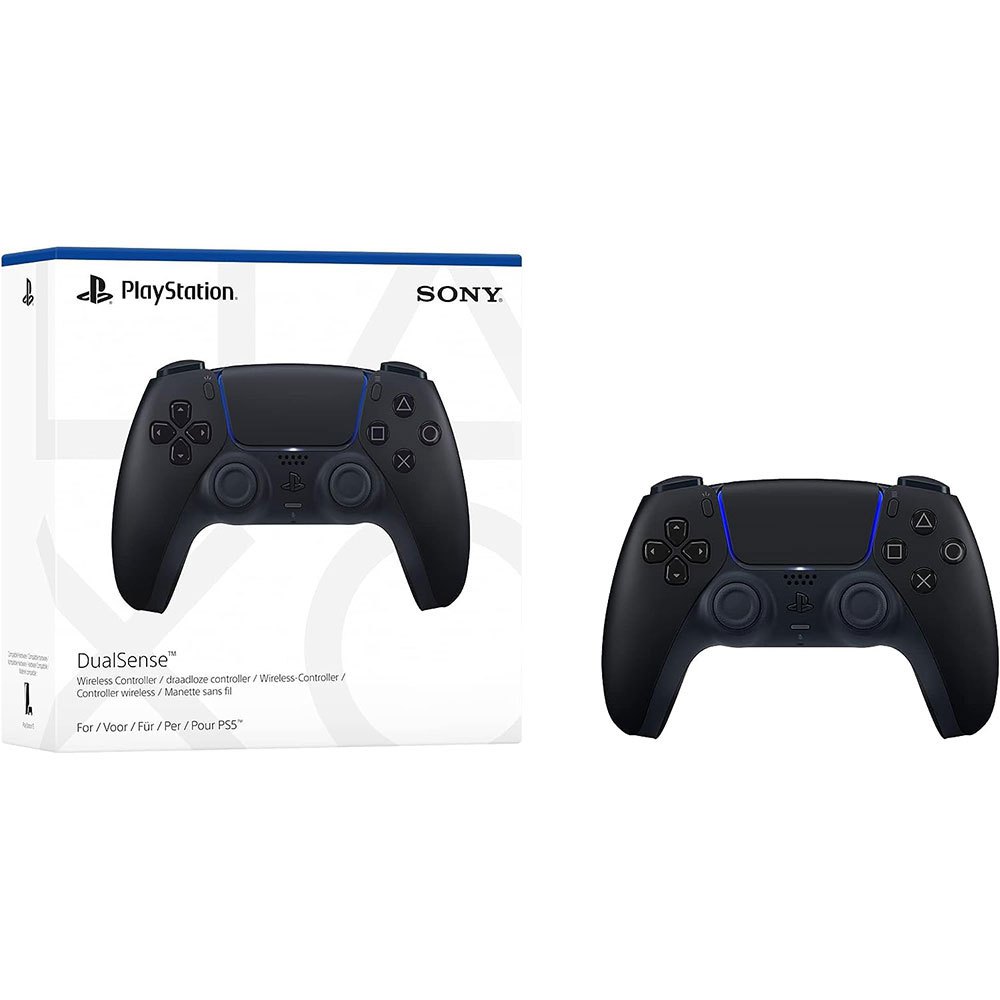 PlayStation®
SONY®
DualSense™
Wireless Controller / draadloze controller / Wireless-Controller /
Controller wireless / Manette sans fil
For / Voor / Für / Per / Pour PS5™